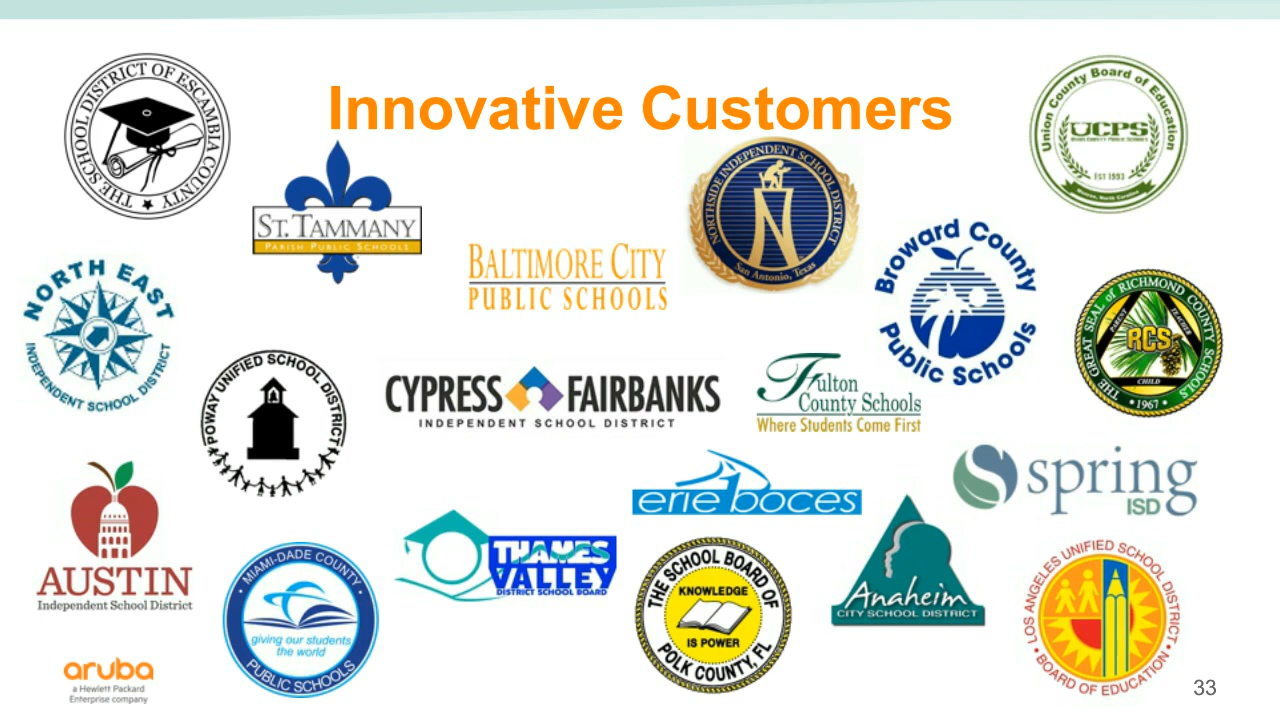 THE SCHOOL DISTRICT OF ESCAMBIA COUNTY
Innovative Customers
Union County Board of Education
UCPS
EST 1993
ST. TAMMANY
PARISH PUBLIC SCHOOLS
NORTHSIDE INDEPENDENT SCHOOL DISTRICT
N
San Antonio, Texas
BALTIMORE CITY
PUBLIC SCHOOLS
Broward County
Public Schools
NORTH EAST
INDEPENDENT SCHOOL DISTRICT
THE GREAT SEAL of RICHMOND COUNTY SCHOOLS
PARENT
TEACHER
RCS
CHILD
• 1967 •
POWAY UNIFIED SCHOOL DISTRICT
CYPRESS FAIRBANKS
INDEPENDENT SCHOOL DISTRICT
Fulton
County Schools
Where Students Come First
spring
ISD
erie boces
AUSTIN
Independent School District
MIAMI-DADE COUNTY
giving our students
the world
PUBLIC SCHOOLS
THAMES
VALLEY
DISTRICT SCHOOL BOARD
THE SCHOOL BOARD OF
KNOWLEDGE
IS POWER
POLK COUNTY, FL
Anaheim
CITY SCHOOL DISTRICT
LOS ANGELES UNIFIED SCHOOL DISTRICT
• BOARD OF EDUCATION •
aruba
a Hewlett Packard
Enterprise company
33